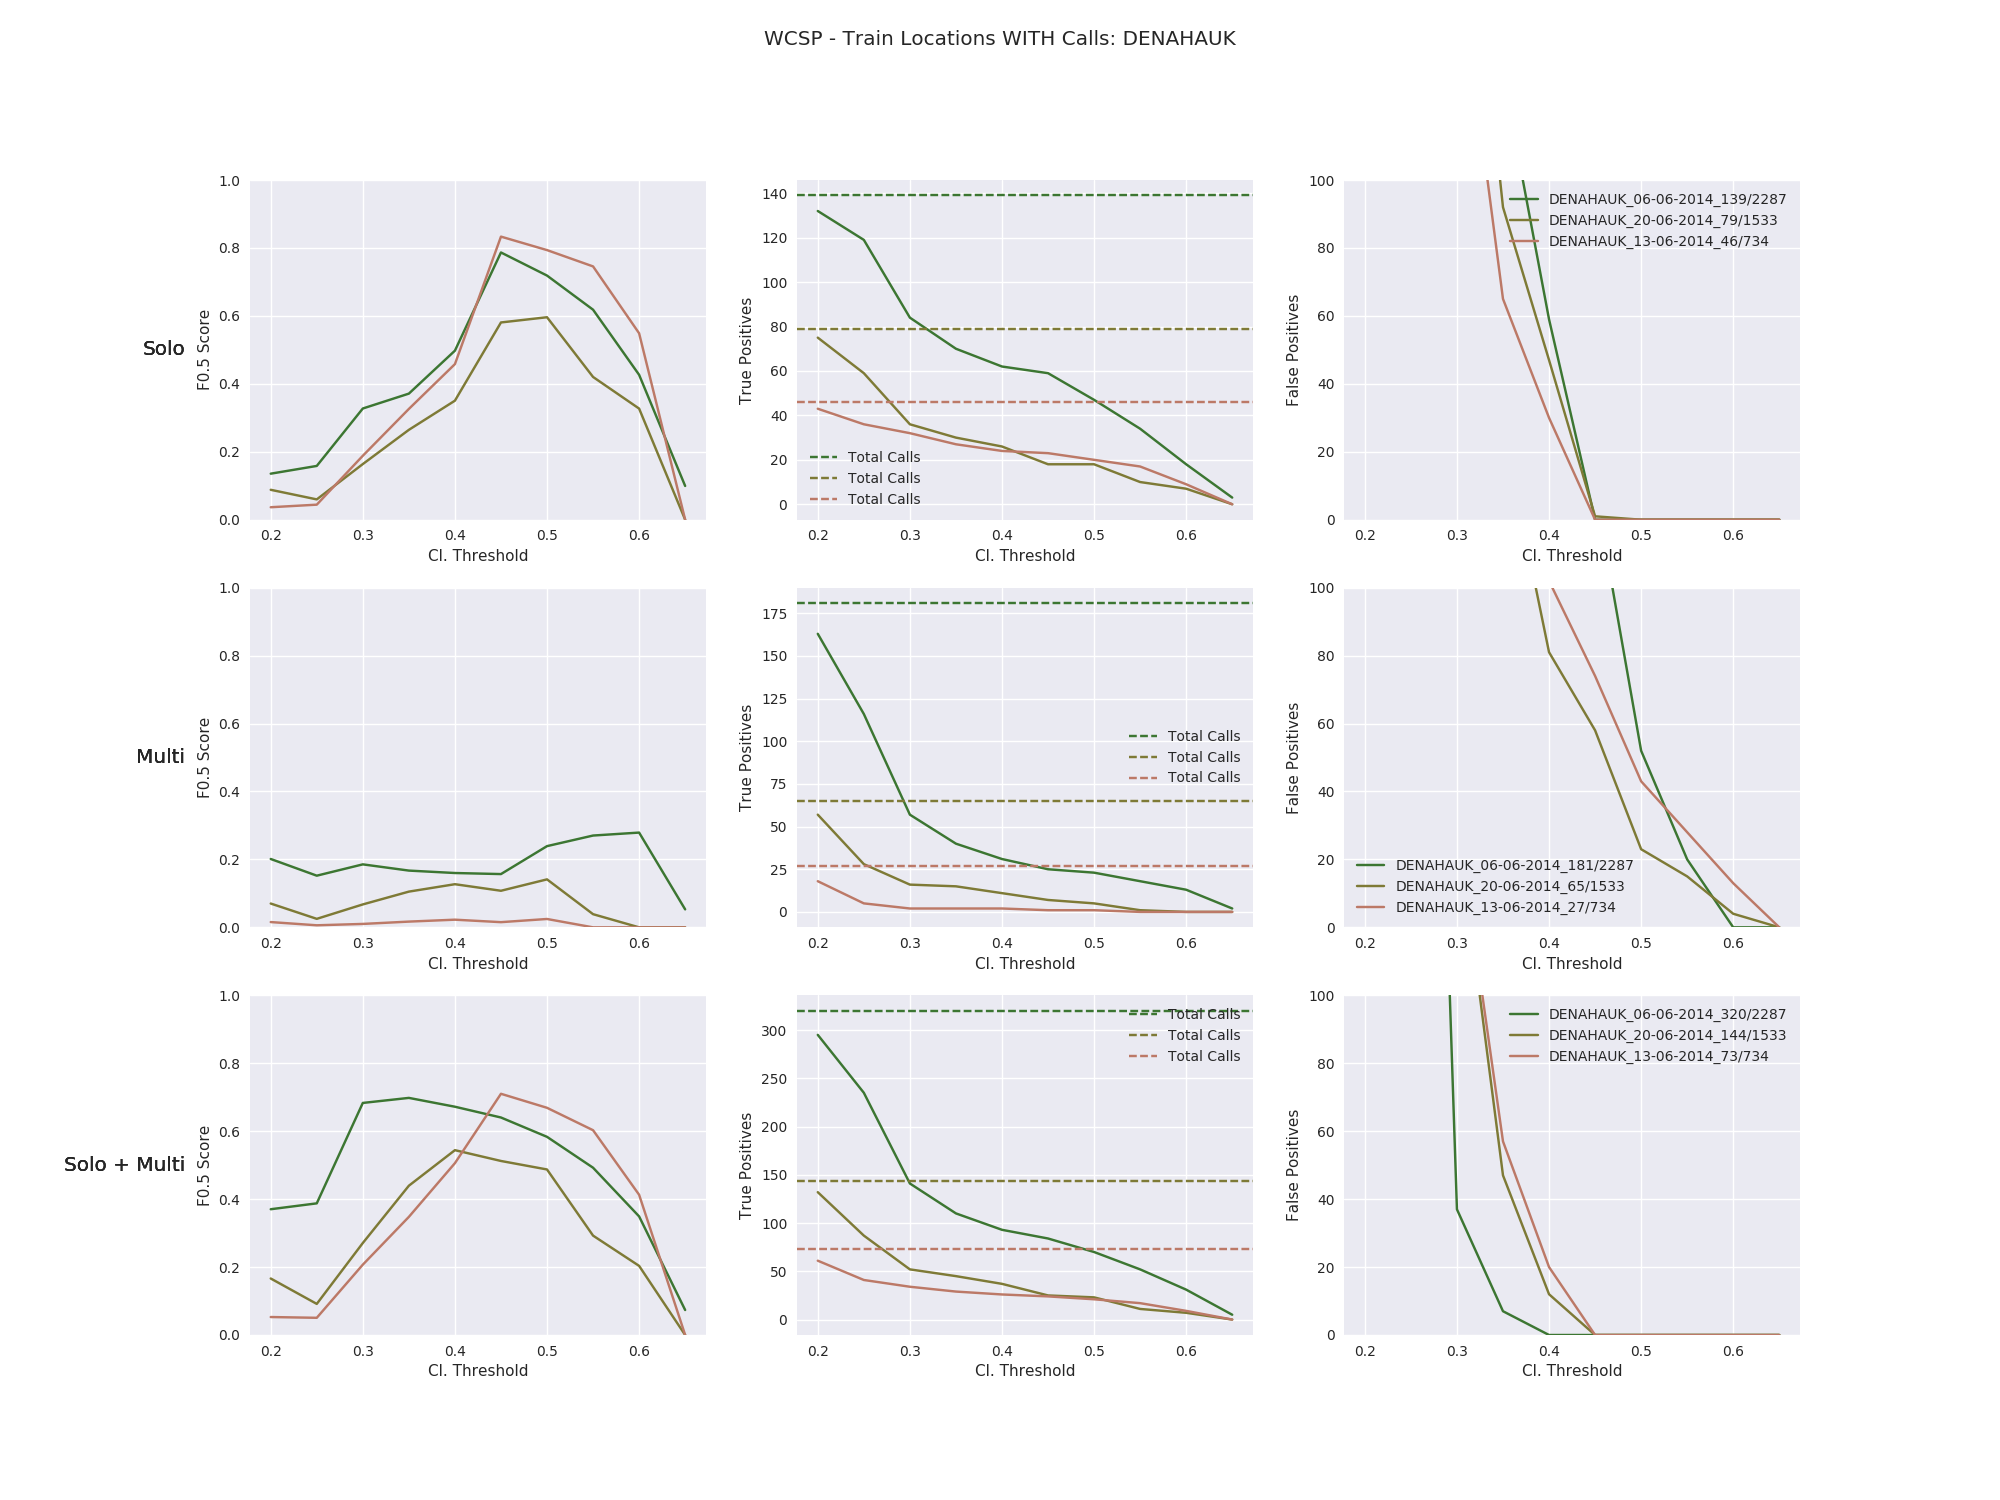 WCSP - Train Locations WITH Calls: DENAHAUK
Solo
F0.5 Score
1.0
0.8
0.6
0.4
0.2
0.0
0.2 0.3 0.4 0.5 0.6
Cl. Threshold
True Positives
140
120
100
80
60
40
20
0
Total Calls
Total Calls
Total Calls
0.2 0.3 0.4 0.5 0.6
Cl. Threshold
False Positives
100
80
60
40
20
0
DENAHAUK_06-06-2014_139/2287
DENAHAUK_20-06-2014_79/1533
DENAHAUK_13-06-2014_46/734
0.2 0.3 0.4 0.5 0.6
Cl. Threshold
Multi
F0.5 Score
1.0
0.8
0.6
0.4
0.2
0.0
0.2 0.3 0.4 0.5 0.6
Cl. Threshold
True Positives
175
150
125
100
75
50
25
0
Total Calls
Total Calls
Total Calls
0.2 0.3 0.4 0.5 0.6
Cl. Threshold
False Positives
100
80
60
40
20
0
DENAHAUK_06-06-2014_181/2287
DENAHAUK_20-06-2014_65/1533
DENAHAUK_13-06-2014_27/734
0.2 0.3 0.4 0.5 0.6
Cl. Threshold
Solo + Multi
F0.5 Score
1.0
0.8
0.6
0.4
0.2
0.0
0.2 0.3 0.4 0.5 0.6
Cl. Threshold
True Positives
300
250
200
150
100
50
0
Total Calls
Total Calls
Total Calls
0.2 0.3 0.4 0.5 0.6
Cl. Threshold
False Positives
100
80
60
40
20
0
DENAHAUK_06-06-2014_320/2287
DENAHAUK_20-06-2014_144/1533
DENAHAUK_13-06-2014_73/734
0.2 0.3 0.4 0.5 0.6
Cl. Threshold